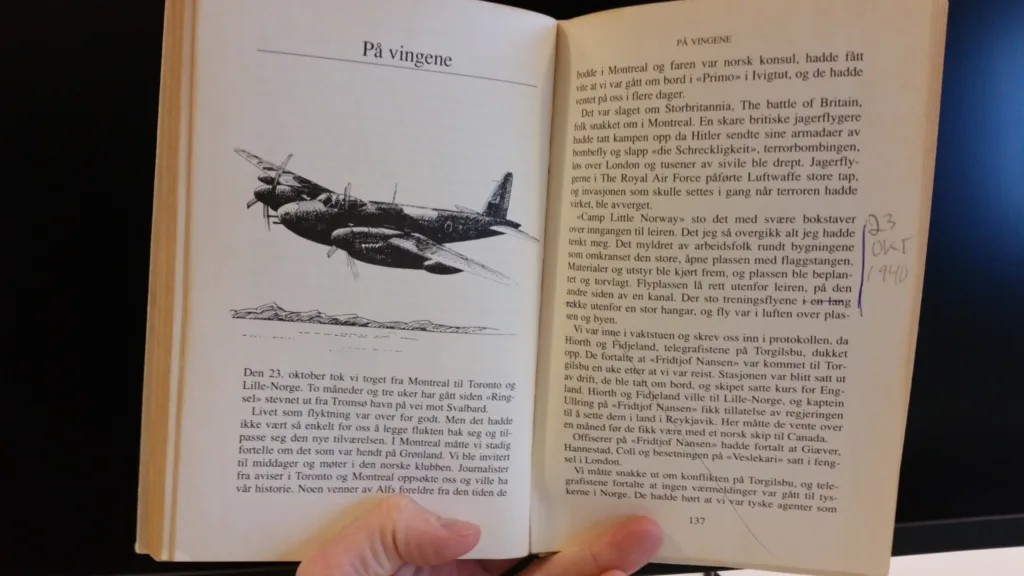 På vingene
Den 23. oktober tok vi toget fra Montreal til Toronto og
Lille-Norge. To måneder og tre uker har gått siden «Ring-
sel» stevnet ut fra Tromsø havn på vei mot Svalbard.
Livet som flyktning var over for godt. Men det hadde
ikke vært så enkelt for oss å legge flukten bak seg og til-
passe seg den nye tilværelsen. I Montreal måtte vi stadig
fortelle om det som var hendt på Grønland. Vi ble invitert
til middager og møter i den norske klubben. Journalister
fra aviser i Toronto og Montreal oppsøkte oss og ville ha
vår historie. Noen venner av Alfs foreldre fra den tiden de
PÅ VINGENE
bodde i Montreal og faren var norsk konsul, hadde fått
vite at vi var gått om bord i «Primo» i Ivigtut, og de hadde
ventet på oss i flere dager.
Det var slaget om Storbritannia, The battle of Britain,
folk snakket om i Montreal. En skare britiske jagerflygere
hadde tatt kampen opp da Hitler sendte sine armadaer av
bombefly og slapp «die Schreckligkeit», terrorbombingen,
løs over London og tusener av sivile ble drept. Jagerfly-
gerne i The Royal Air Force påførte Luftwaffe store tap,
og invasjonen som skulle settes i gang når terroren hadde
virket, ble avverget.
«Camp Little Norway» sto det med svære bokstaver
over inngangen til leiren. Det jeg så overgikk alt jeg hadde
tenkt meg. Det myldret av arbeidsfolk rundt bygningene
som omkranset den store, åpne plassen med flaggstangen.
Materialer og utstyr ble kjørt frem, og plassen ble beplan-
tet og torvlagt. Flyplassen lå rett utenfor leiren, på den
andre siden av en kanal. Der sto treningsflyene i en lang
rekke utenfor en stor hangar, og fly var i luften over plas-
sen og byen.
23
OKT
1940
Vi var inne i vaktstuen og skrev oss inn i protokollen, da
Hiorth og Fidjeland, telegrafistene på Torgilsbu, dukket
opp. De fortalte at «Fridtjof Nansen» var kommet til Tor-
gilsbu en uke etter at vi var reist. Stasjonen var blitt satt ut
av drift, de ble tatt om bord, og skipet satte kurs for Eng-
land. Hiorth og Fidjeland ville til Lille-Norge, og kaptein
Ullring på «Fridtjof Nansen» fikk tillatelse av regjeringen
til å sette dem i land i Reykjavik. Her måtte de vente over
en måned før de fikk være med et norsk skip til Canada.
Offiserer på «Fridtjof Nansen» hadde fortalt at Giæver,
Hannestad, Coll og besetningen på «Veslekari» satt i feng-
sel i London.
Vi måtte snakke ut om konflikten på Torgilsbu, og tele-
grafistene fortalte at ingen værmeldinger var gått til tys-
kerne i Norge. De hadde hørt at vi var tyske agenter som
137